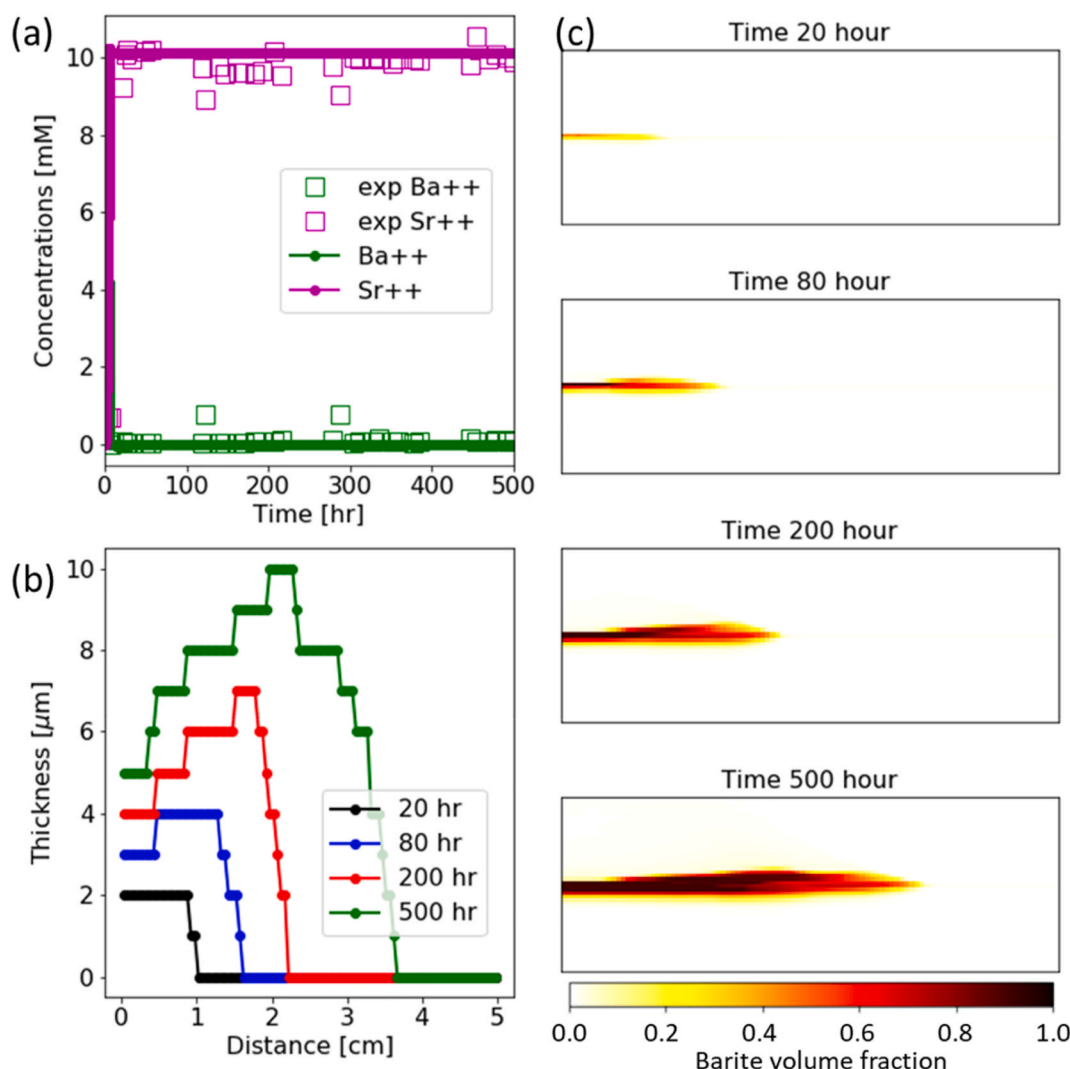 (a)
10
8
6
4
2
0
Concentrations [mM]
exp Ba++
exp Sr++
Ba++
Sr++
0 100 200 300 400 500
Time [hr]
(b)
10
8
6
4
2
0
Thickness [μm]
20 hr
80 hr
200 hr
500 hr
0 1 2 3 4 5
Distance [cm]
(c)
Time 20 hour
Time 80 hour
Time 200 hour
Time 500 hour
0.0 0.2 0.4 0.6 0.8 1.0
Barite volume fraction